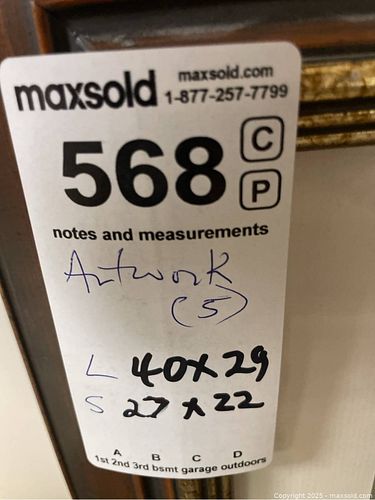 maxsold maxsold.com
1-877-257-7799
568 C
P
notes and measurements
Artwork
(5)
L 40x29
S 27x22
A B C D
1st 2nd 3rd bsmt garage outdoors
Copyright 2025 - maxsold.com